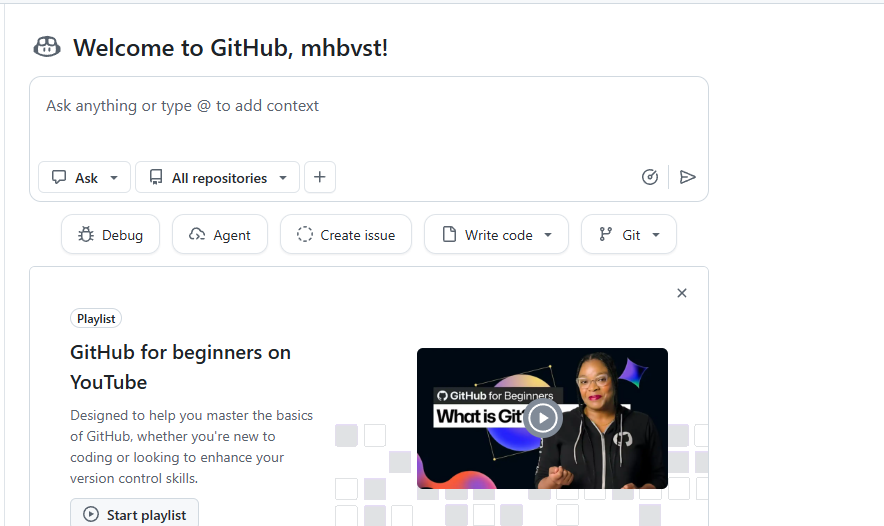 Welcome to GitHub, mhbvst!
Ask anything or type @ to add context
Ask
All repositories
Debug
Agent
Create issue
Write code
Git
Playlist
GitHub for beginners on
YouTube
Designed to help you master the basics
of GitHub, whether you're new to
coding or looking to enhance your
version control skills.
Start playlist
GitHub for Beginners
What is Git?